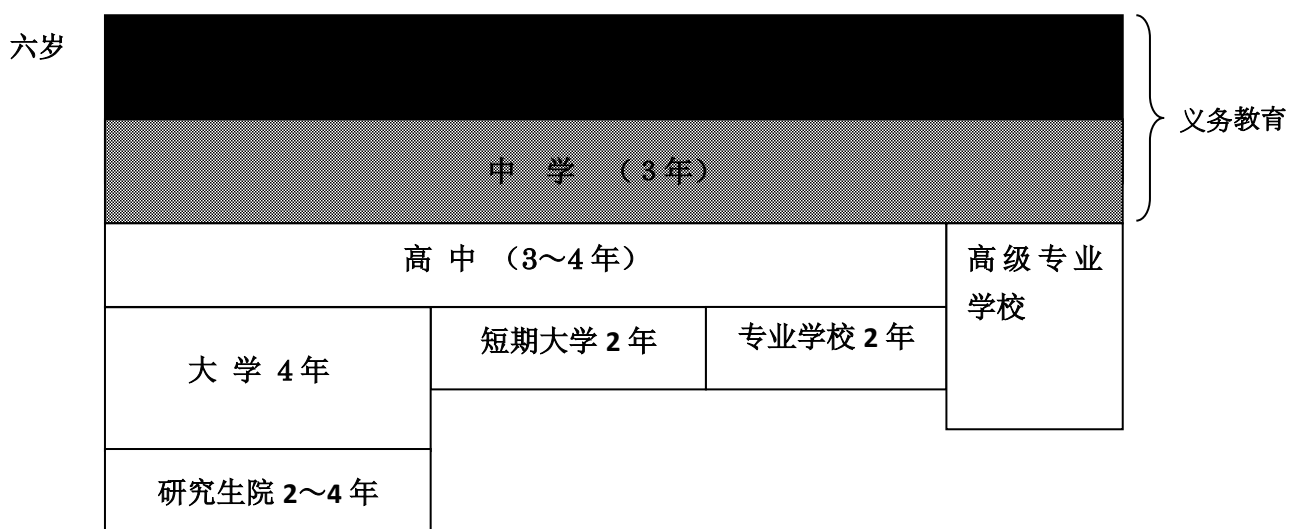 六岁
义务教育
中 学 （3年）
高 中 （3～4年）
高级专业
学校
大 学 4年
短期大学 2 年
专业学校 2 年
研究生院 2～4 年